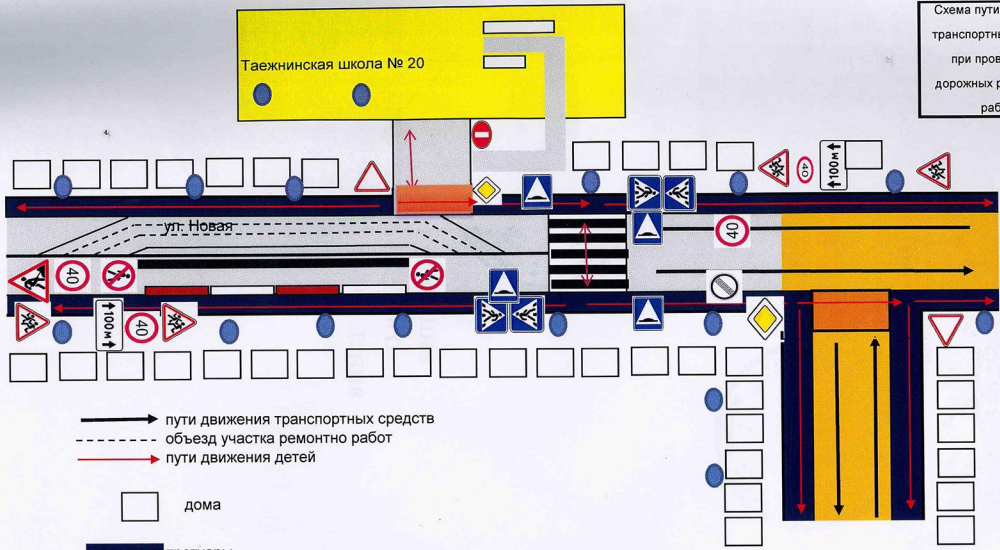 Схема пути
транспортны
при пров
дорожных р
раб
Таежнинская школа № 20
40
100м
ул. Новая
40
40
100м
40
пути движения транспортных средств
объезд участка ремонтно работ
пути движения детей
дома